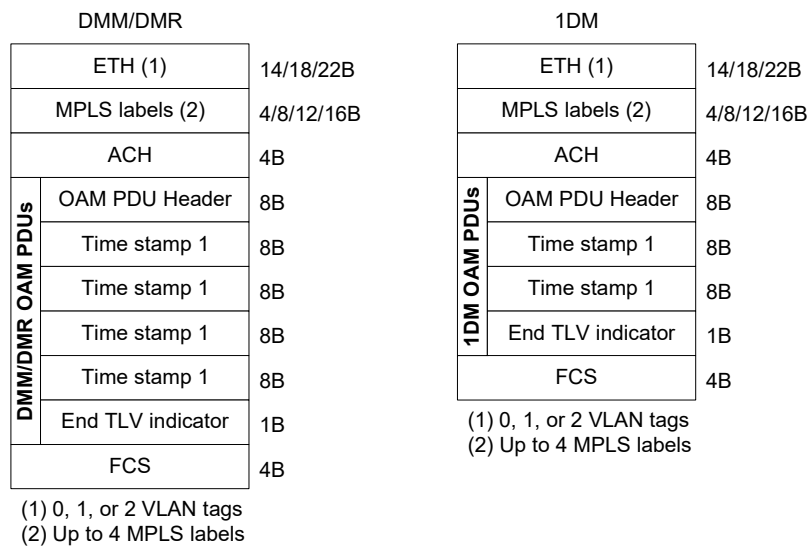 DMM/DMR
ETH (1) 14/18/22B
MPLS labels (2) 4/8/12/16B
ACH 4B
DMM/DMR OAM PDUs
OAM PDU Header 8B
Time stamp 1 8B
Time stamp 1 8B
Time stamp 1 8B
Time stamp 1 8B
End TLV indicator 1B
FCS 4B
(1) 0, 1, or 2 VLAN tags
(2) Up to 4 MPLS labels
1DM
ETH (1) 14/18/22B
MPLS labels (2) 4/8/12/16B
ACH 4B
1DM OAM PDUs
OAM PDU Header 8B
Time stamp 1 8B
Time stamp 1 8B
End TLV indicator 1B
FCS 4B
(1) 0, 1, or 2 VLAN tags
(2) Up to 4 MPLS labels